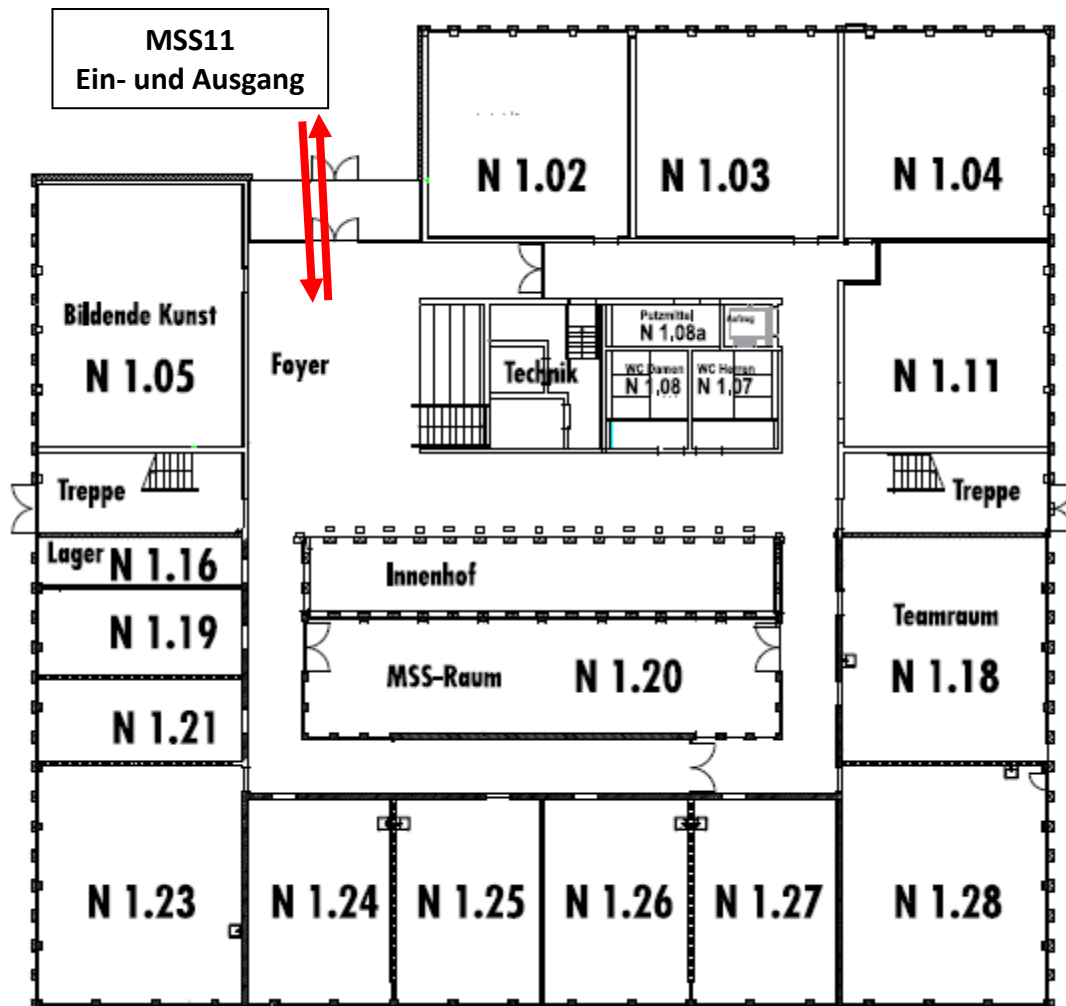 MSS11
Ein- und Ausgang
N 1.02
N 1.03
N 1.04
Bildende Kunst
N 1.05
Foyer
Technik
Putzmittel
N 1,08a
Aufzug
WC Damen
N 1,08
WC Herren
N 1,07
N 1.11
Treppe
Treppe
Lager N 1.16
Innenhof
N 1.19
Teamraum
N 1.18
MSS-Raum N 1.20
N 1.21
N 1.23
N 1.24
N 1.25
N 1.26
N 1.27
N 1.28